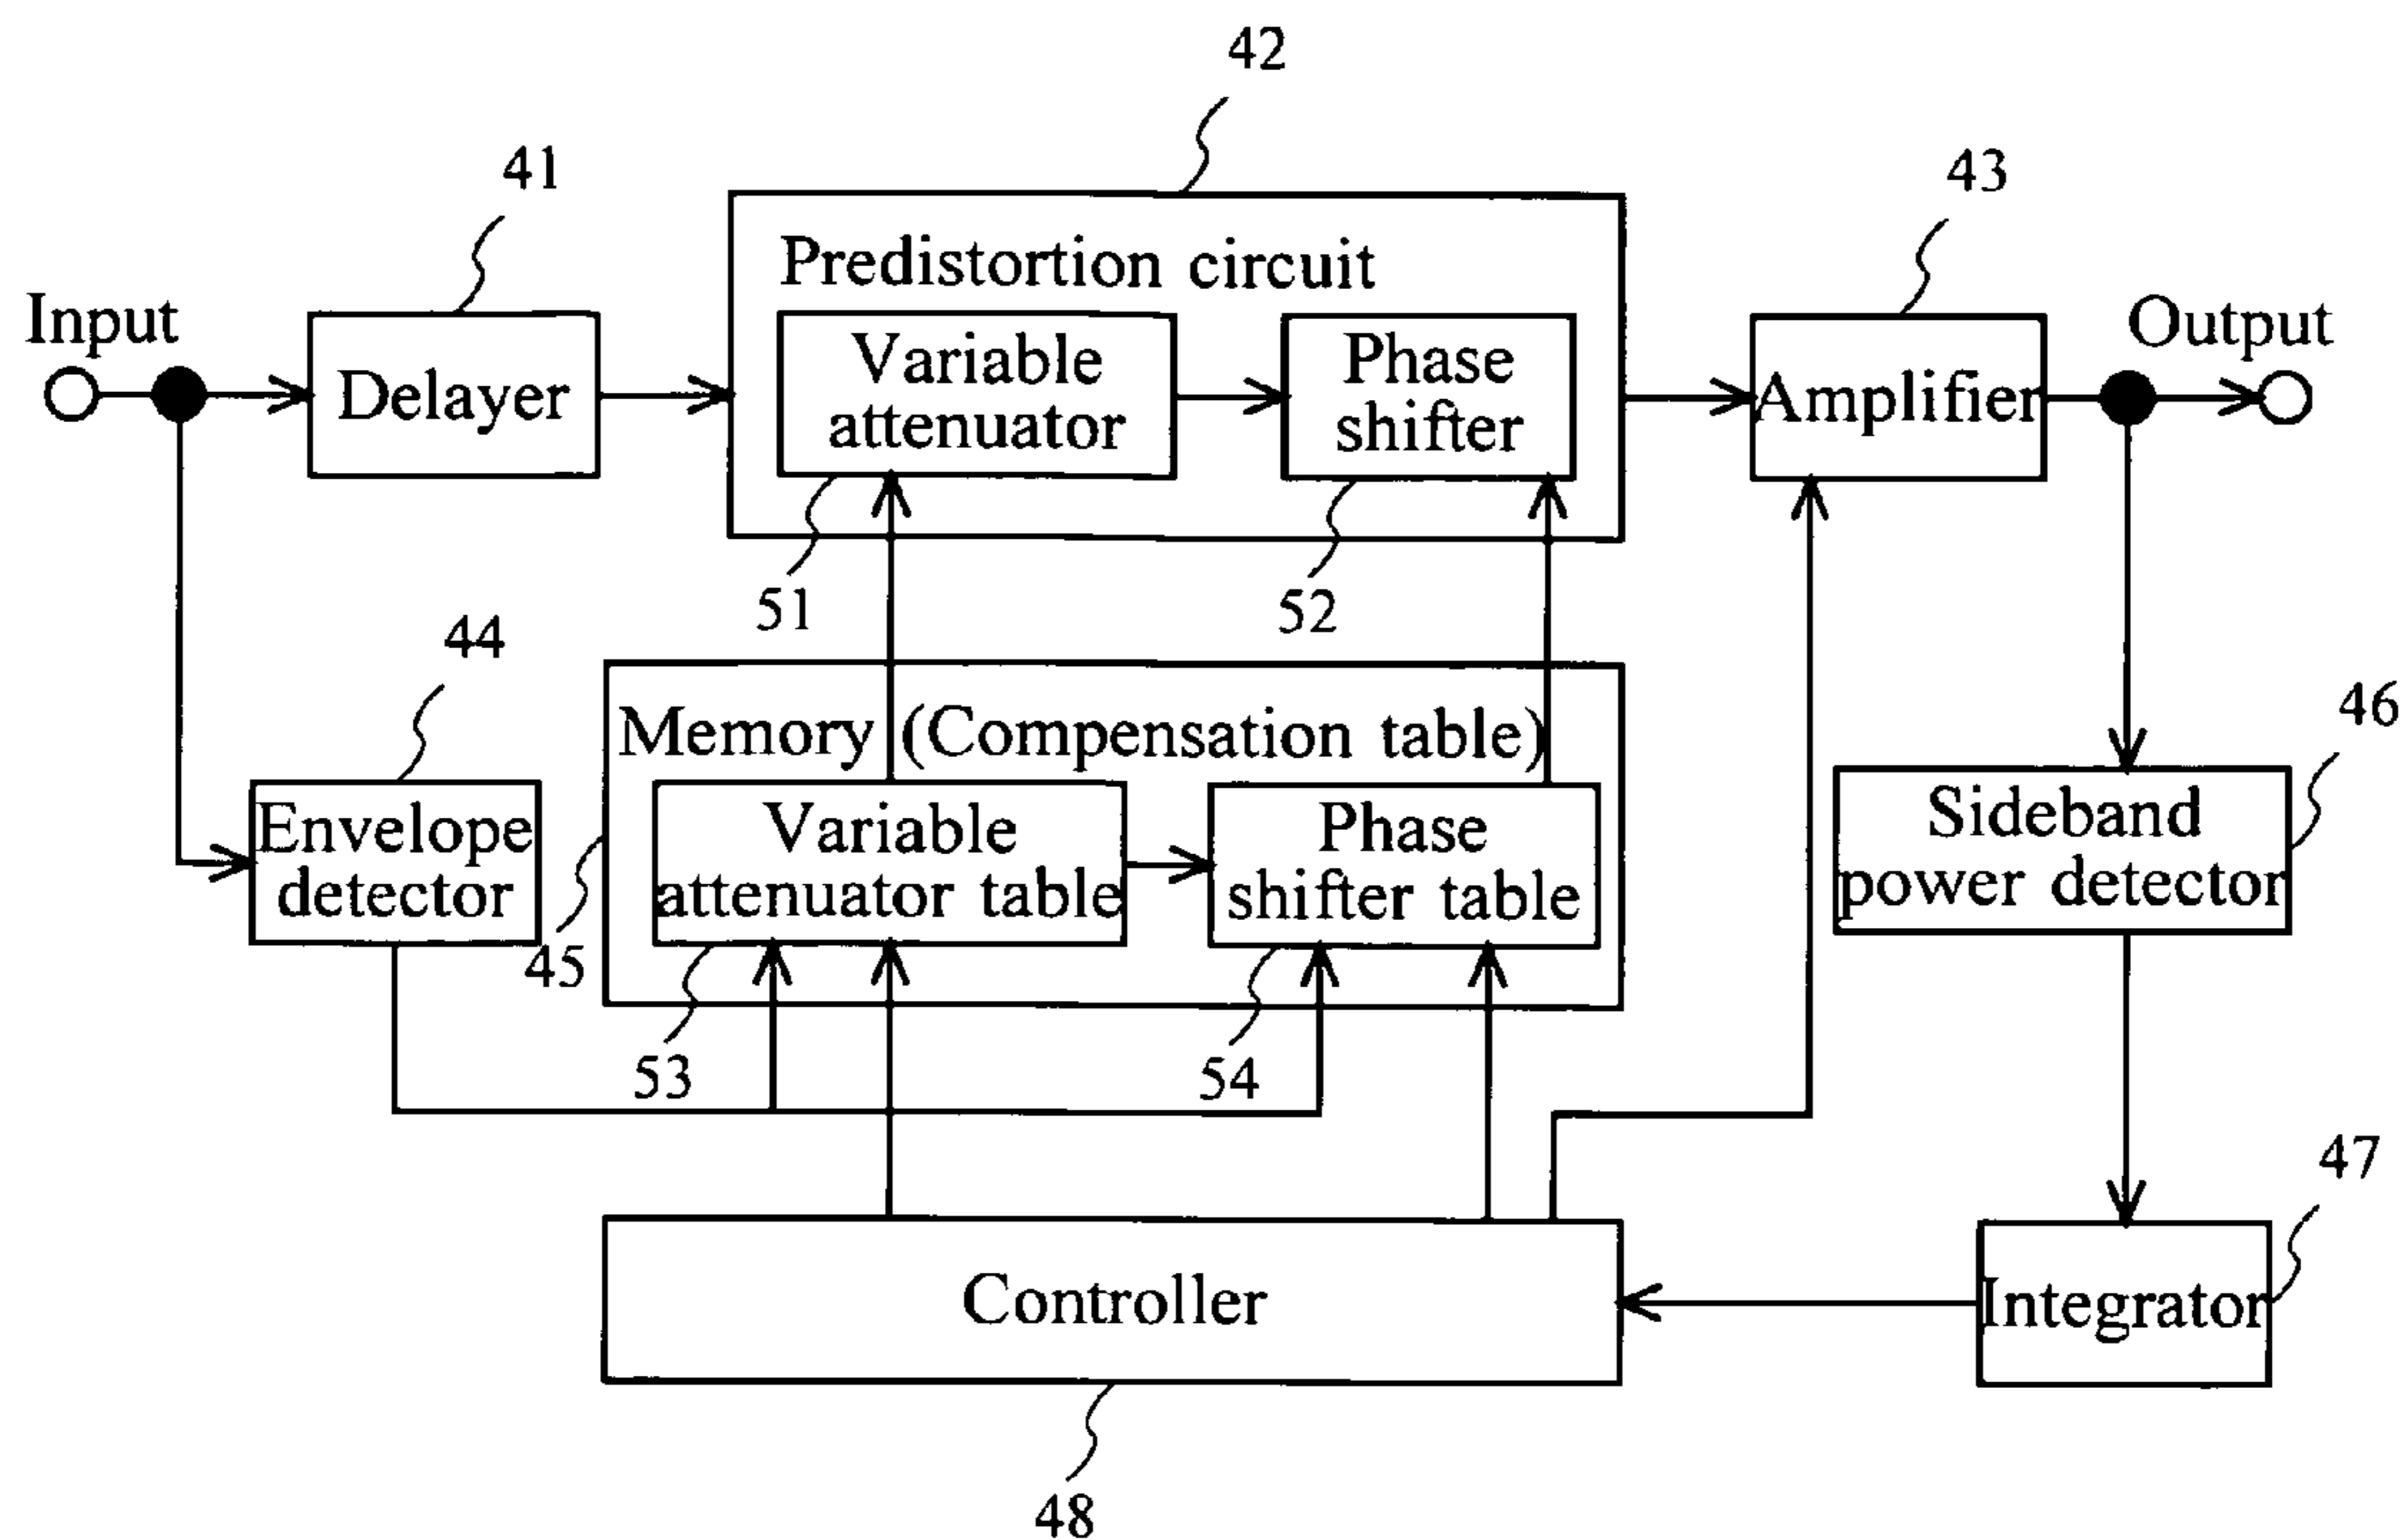 42
41
43
Predistortion circuit
Input
Output
Delayer
Variable
attenuator
Phase
shifter
Amplifier
51
52
44
46
Memory (Compensation table)
Envelope
detector
Variable
attenuator table
Phase
shifter table
Sideband
power detector
45
53
54
47
Controller
Integrator
48